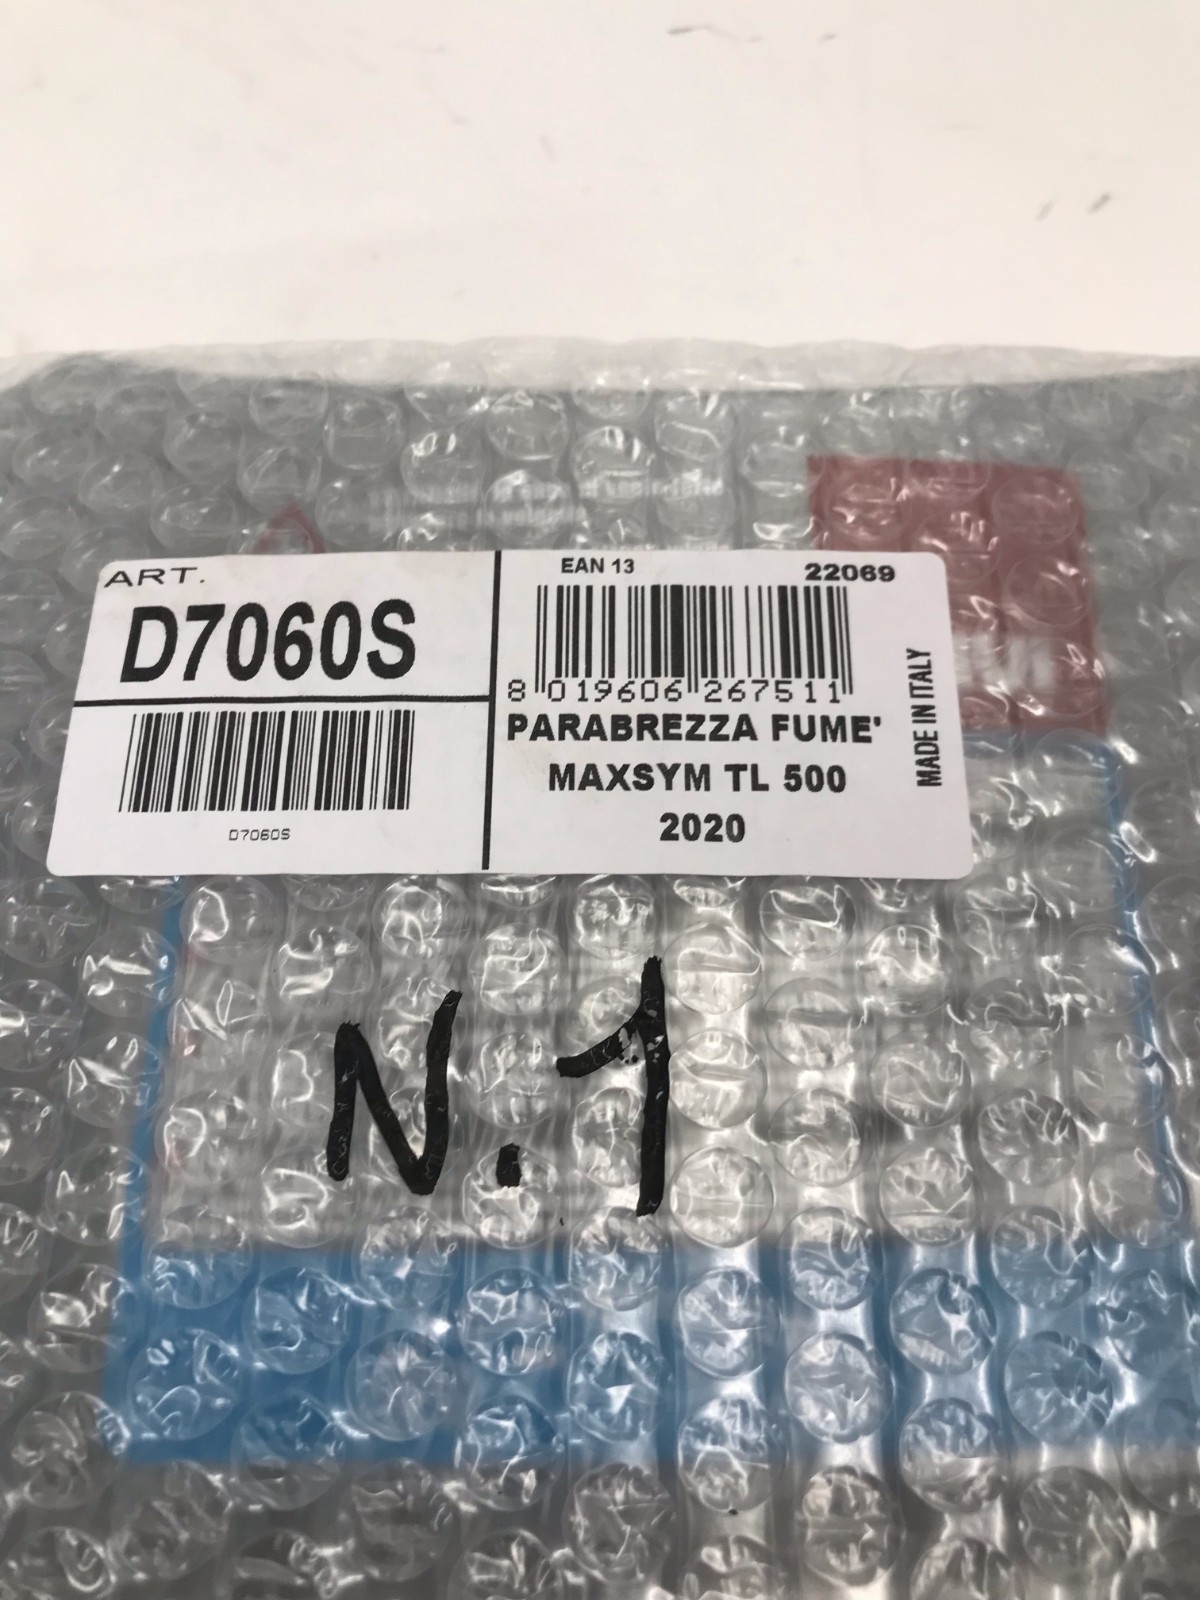 ART.
D7060S
D7060S
EAN 13
22069
8 019606 267511
PARABREZZA FUME'
MAXSYM TL 500
2020
MADE IN ITALY
N.1